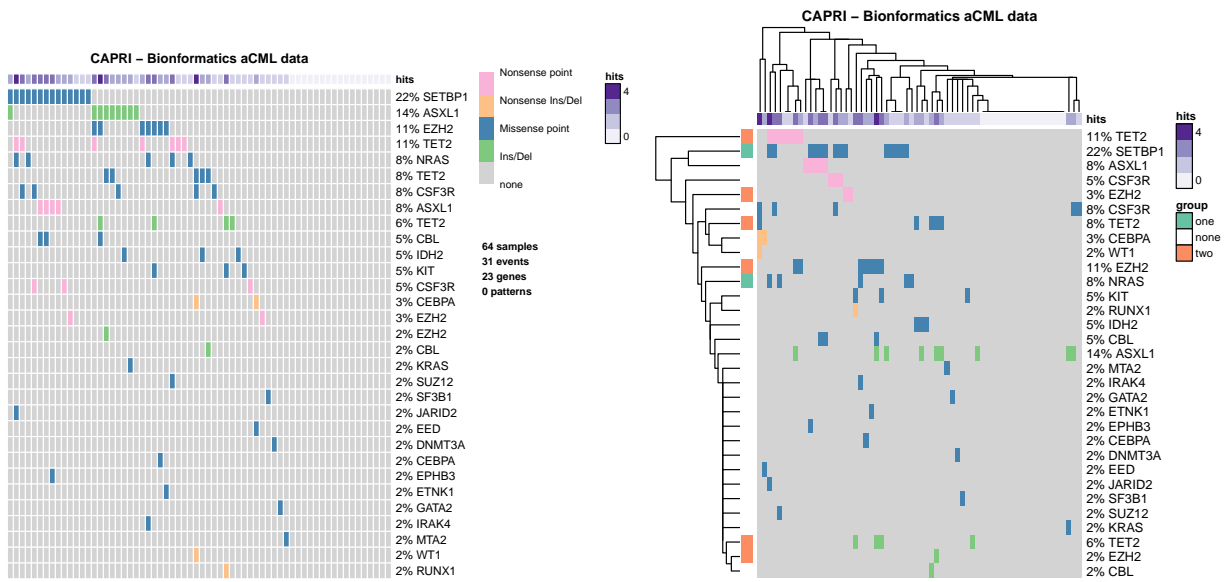 CAPRI – Bionformatics aCML data
hits
22% SETBP1
14% ASXL1
11% EZH2
11% TET2
8% NRAS
8% TET2
8% CSF3R
8% ASXL1
6% TET2
5% CBL
5% IDH2
5% KIT
5% CSF3R
3% CEBPA
3% EZH2
2% EZH2
2% CBL
2% KRAS
2% SUZ12
2% SF3B1
2% JARID2
2% EED
2% DNMT3A
2% CEBPA
2% EPHB3
2% ETNK1
2% GATA2
2% IRAK4
2% MTA2
2% WT1
2% RUNX1
Nonsense point
Nonsense Ins/Del
Missense point
Ins/Del
none
64 samples
31 events
23 genes
0 patterns
hits
4
0
CAPRI – Bionformatics aCML data
hits
11% TET2
22% SETBP1
8% ASXL1
5% CSF3R
3% EZH2
8% CSF3R
8% TET2
3% CEBPA
2% WT1
11% EZH2
8% NRAS
5% KIT
2% RUNX1
5% IDH2
5% CBL
14% ASXL1
2% MTA2
2% IRAK4
2% GATA2
2% ETNK1
2% EPHB3
2% CEBPA
2% DNMT3A
2% EED
2% JARID2
2% SF3B1
2% SUZ12
2% KRAS
6% TET2
2% EZH2
2% CBL
hits
4
0
group
one
none
two